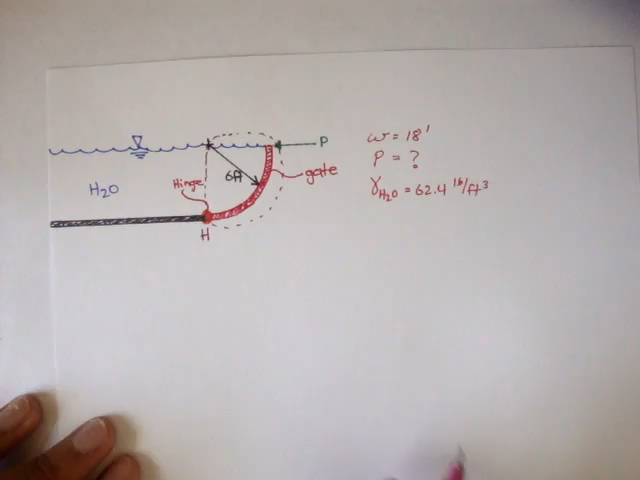 P
w = 18'
P = ?
γH₂O = 62.4 lb/ft³
6ft
gate
H₂O
Hinge
H